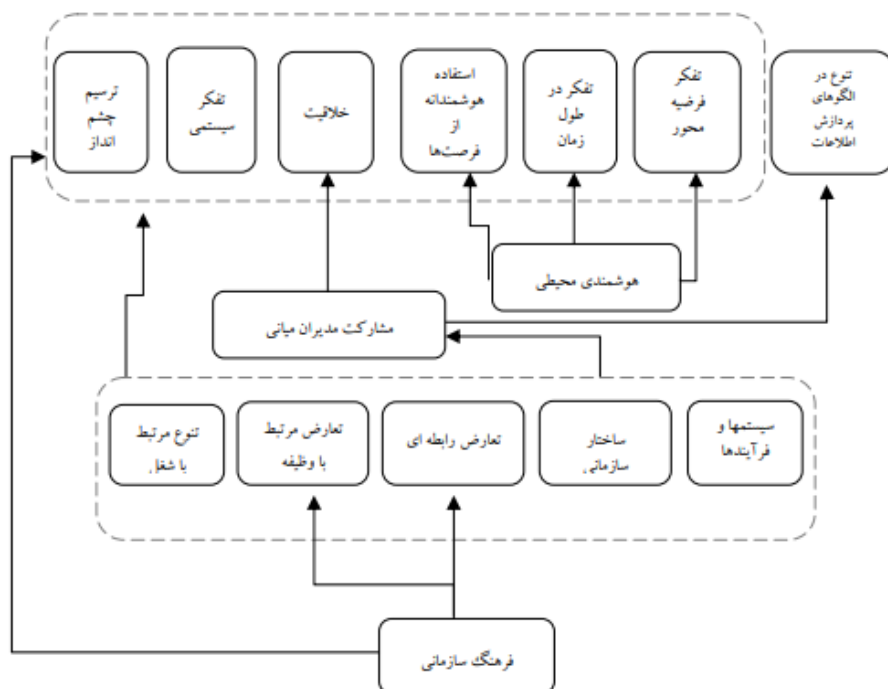 تنوع در
الگوهای
پردازش
اطلاعات
تفکر
فرضیه
محور
تفکر در
طول
زمان
استفاده
هوشمندانه
از
فرصت‌ها
خلاقیت
تفکر
سیستمی
ترسیم
چشم
انداز
هوشمندی محیطی
مشارکت مدیران میانی
سیستمها و
فرآیندها
ساختار
سازمانی
تعارض رابطه ای
تعارض مرتبط
با وظیفه
تنوع مرتبط
با شغل
فرهنگ سازمانی